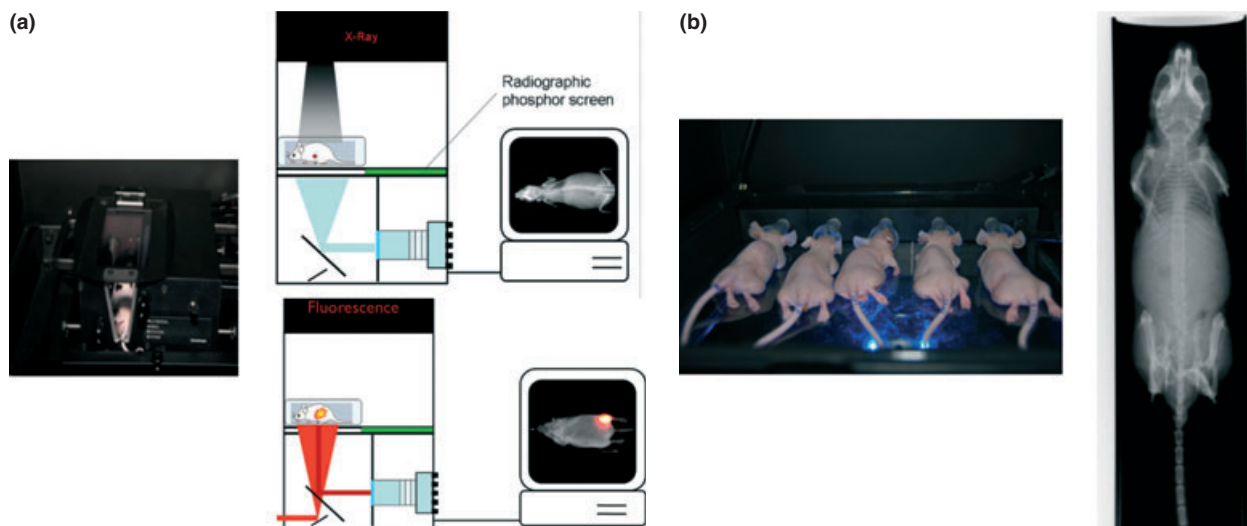 (a)
X-Ray
Radiographic
phosphor screen
Fluorescence
(b)